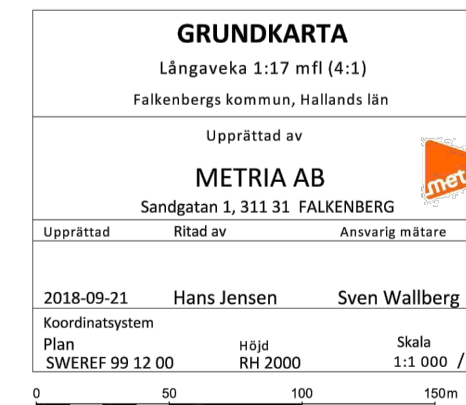 GRUNDKARTA
Långaveka 1:17 mfl (4:1)
Falkenbergs kommun, Hallands län
Upprättad av
METRIA AB
met
Sandgatan 1, 311 31 FALKENBERG
Upprättad Ritad av Ansvarig mätare
2018-09-21 Hans Jensen Sven Wallberg
Koordinatsystem
Plan Höjd Skala
SWEREF 99 12 00 RH 2000 1:1 000 /
0 50 100 150m